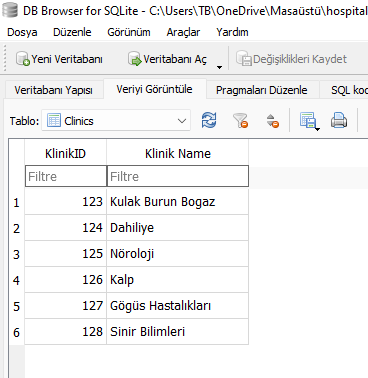 DB Browser for SQLite - C:\Users\TB\OneDrive\Masaüstü\hospital
Dosya Düzenle Görünüm Araçlar Yardım
Yeni Veritabanı Veritabanı Aç Değişiklikleri Kaydet
Veritabanı Yapısı Veriyi Görüntüle Pragmaları Düzenle SQL koc
Tablo: Clinics
KlinikID Klinik Name
Filtre Filtre
1 123 Kulak Burun Bogaz
2 124 Dahiliye
3 125 Nöroloji
4 126 Kalp
5 127 Gögüs Hastalıkları
6 128 Sinir Bilimleri